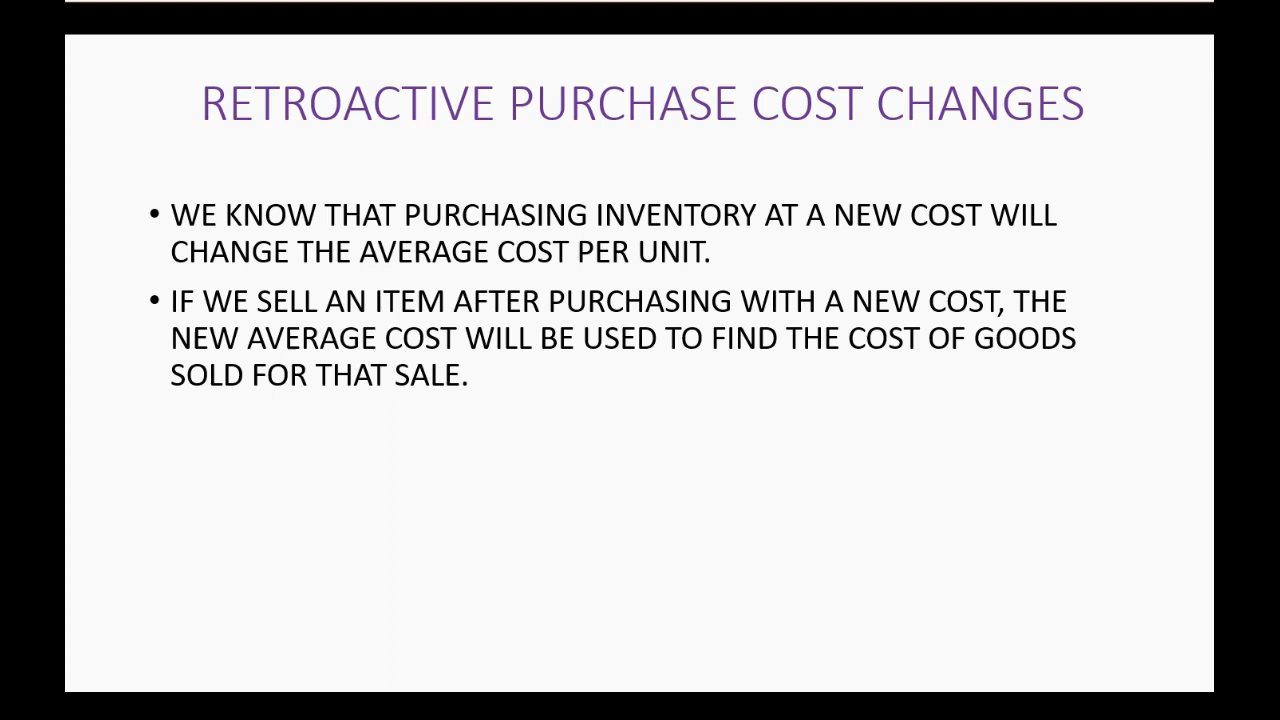 RETROACTIVE PURCHASE COST CHANGES
• WE KNOW THAT PURCHASING INVENTORY AT A NEW COST WILL
CHANGE THE AVERAGE COST PER UNIT.
• IF WE SELL AN ITEM AFTER PURCHASING WITH A NEW COST, THE
NEW AVERAGE COST WILL BE USED TO FIND THE COST OF GOODS
SOLD FOR THAT SALE.